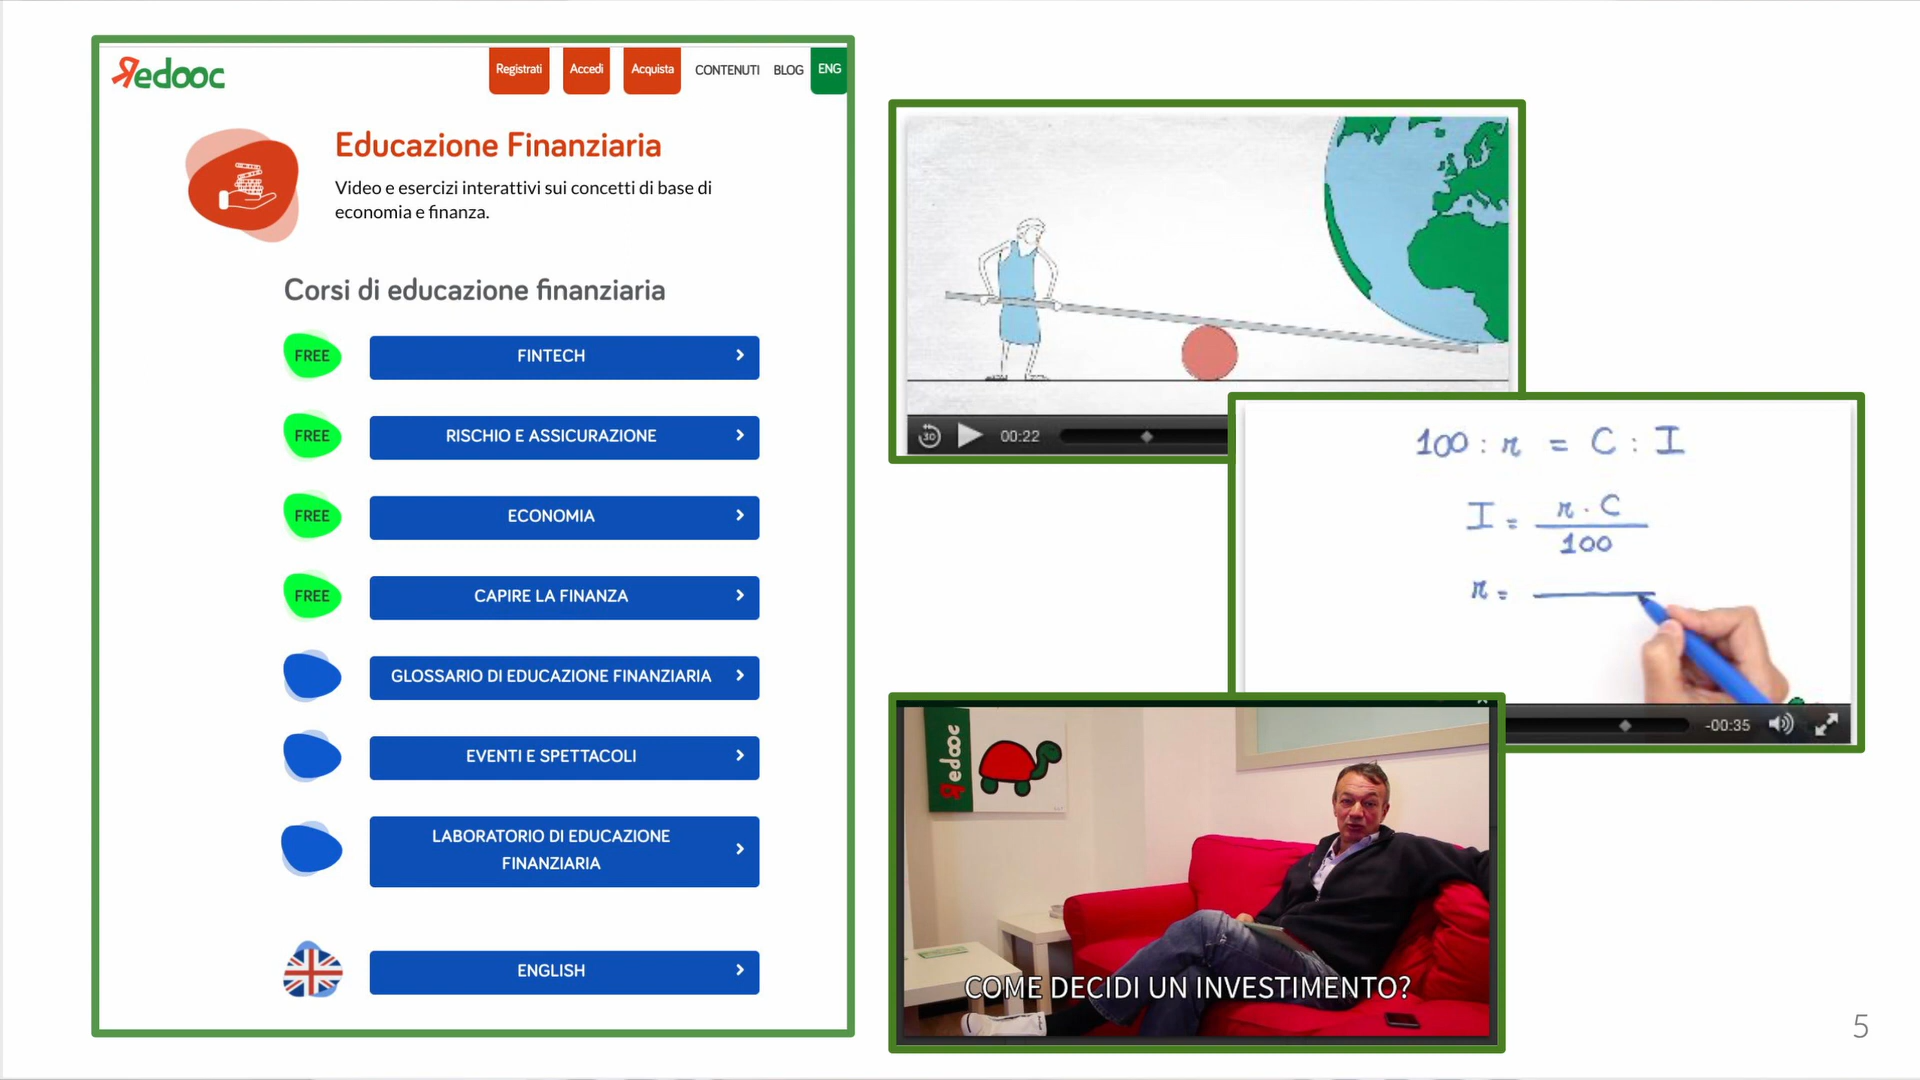 Redooc
Registrati
Accedi
Acquista
CONTENUTI
BLOG
ENG
Educazione Finanziaria
Video e esercizi interattivi sui concetti di base di
economia e finanza.
Corsi di educazione finanziaria
FREE
FINTECH
FREE
RISCHIO E ASSICURAZIONE
FREE
ECONOMIA
FREE
CAPIRE LA FINANZA
GLOSSARIO DI EDUCAZIONE FINANZIARIA
EVENTI E SPETTACOLI
LABORATORIO DI EDUCAZIONE
FINANZIARIA
ENGLISH
30
00:22
100 : r = C : I
I = r · C
100
r =
-00:35
Redooc
COME DECIDI UN INVESTIMENTO?
5